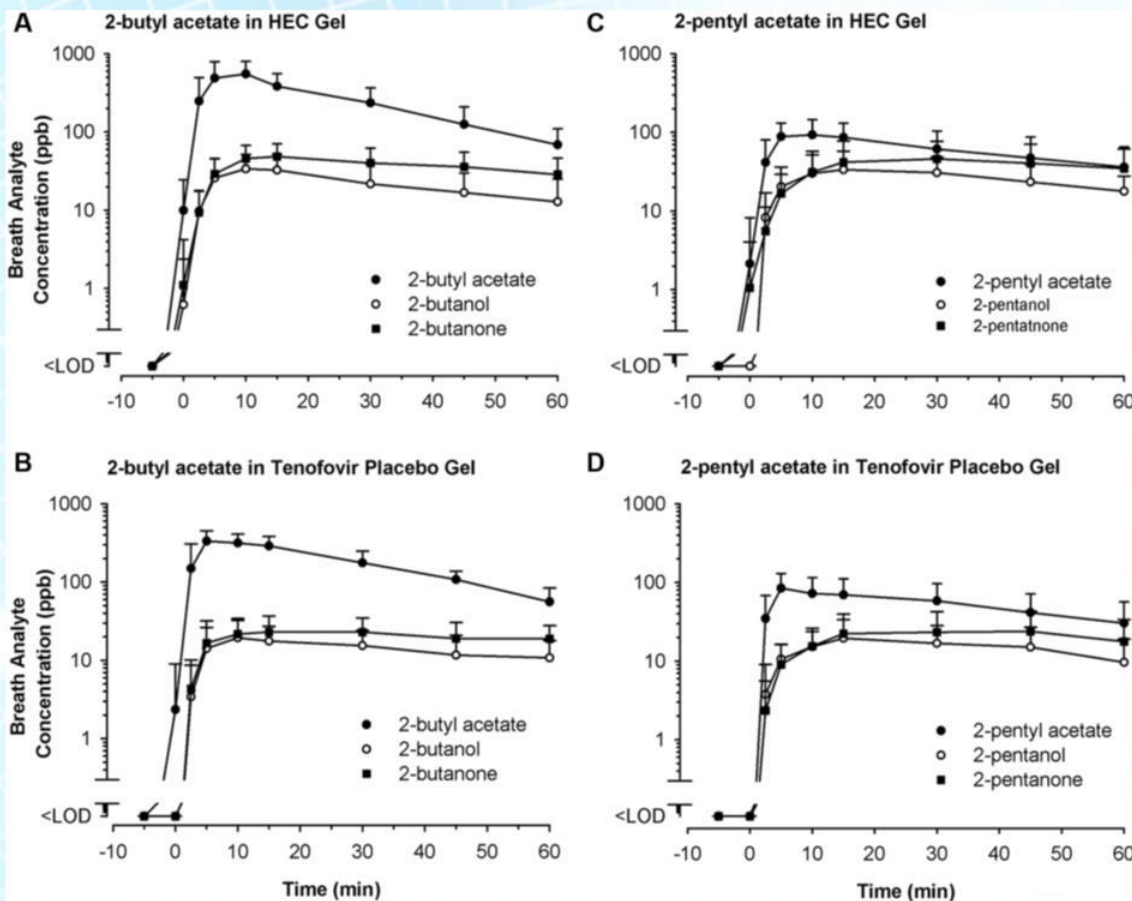 A
2-butyl acetate in HEC Gel
Breath Analyte
Concentration (ppb)
1000
100
10
1
<LOD
2-butyl acetate
2-butanol
2-butanone
-10 0 10 20 30 40 50 60
C
2-pentyl acetate in HEC Gel
1000
100
10
1
<LOD
2-pentyl acetate
2-pentanol
2-pentatnone
-10 0 10 20 30 40 50 60
B
2-butyl acetate in Tenofovir Placebo Gel
Breath Analyte
Concentration (ppb)
1000
100
10
1
<LOD
2-butyl acetate
2-butanol
2-butanone
-10 0 10 20 30 40 50 60
Time (min)
D
2-pentyl acetate in Tenofovir Placebo Gel
1000
100
10
1
<LOD
2-pentyl acetate
2-pentanol
2-pentanone
-10 0 10 20 30 40 50 60
Time (min)